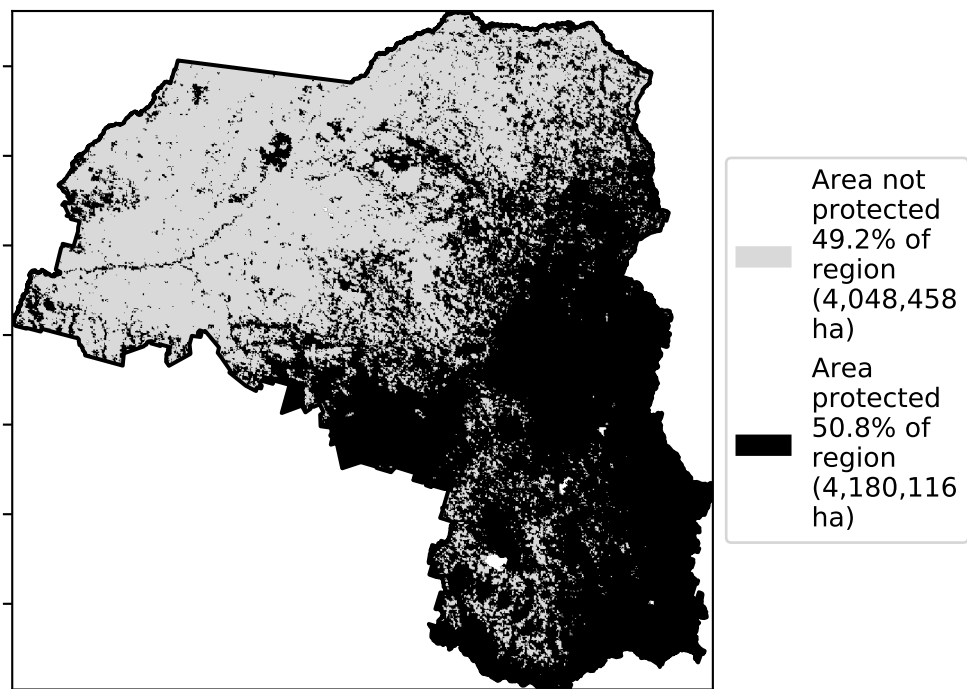 Area not
protected
49.2% of
region
(4,048,458
ha)
Area
protected
50.8% of
region
(4,180,116
ha)